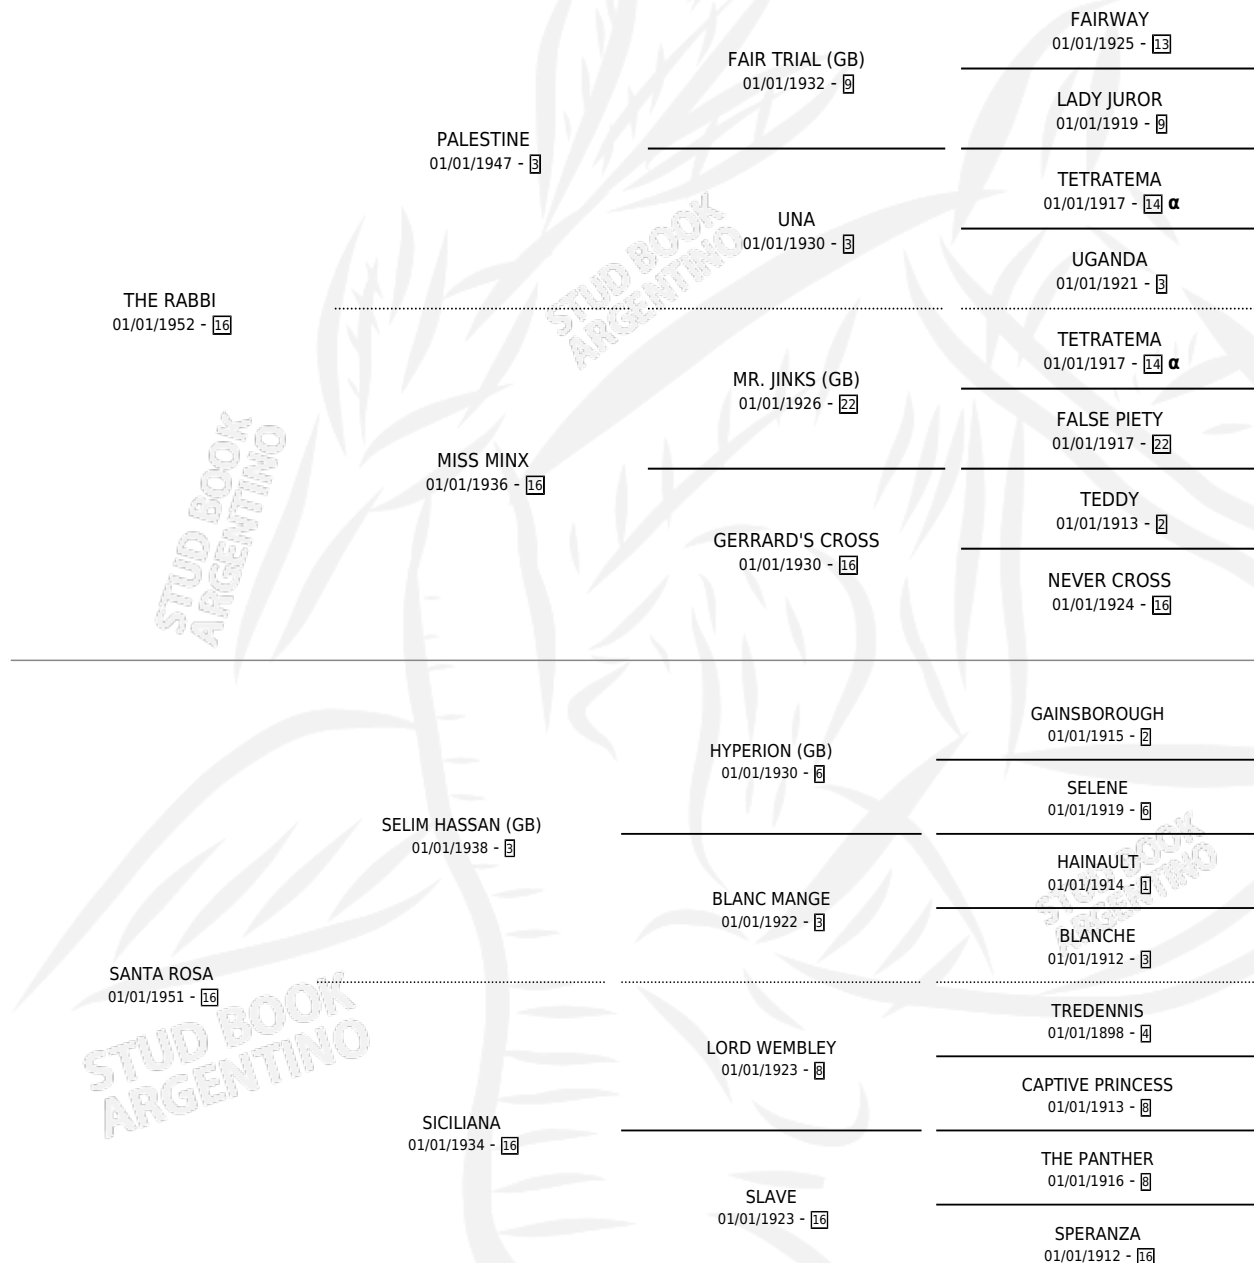 FAIRWAY
01/01/1925 - 13
FAIR TRIAL (GB)
01/01/1932 - 9
LADY JUROR
01/01/1919 - 9
PALESTINE
01/01/1947 - 3
TETRATEMA
01/01/1917 - 14 α
UNA
01/01/1930 - 3
UGANDA
01/01/1921 - 3
THE RABBI
01/01/1952 - 16
TETRATEMA
01/01/1917 - 14 α
MR. JINKS (GB)
01/01/1926 - 22
FALSE PIETY
01/01/1917 - 22
MISS MINX
01/01/1936 - 16
TEDDY
01/01/1913 - 2
GERRARD'S CROSS
01/01/1930 - 16
NEVER CROSS
01/01/1924 - 16
GAINSBOROUGH
01/01/1915 - 2
HYPERION (GB)
01/01/1930 - 6
SELENE
01/01/1919 - 6
SELIM HASSAN (GB)
01/01/1938 - 3
HAINAULT
01/01/1914 - 1
BLANC MANGE
01/01/1922 - 3
BLANCHE
01/01/1912 - 3
SANTA ROSA
01/01/1951 - 16
TREDENNIS
01/01/1898 - 4
LORD WEMBLEY
01/01/1923 - 8
CAPTIVE PRINCESS
01/01/1913 - 8
SICILIANA
01/01/1934 - 16
THE PANTHER
01/01/1916 - 8
SLAVE
01/01/1923 - 16
SPERANZA
01/01/1912 - 16
STUD BOOK
ARGENTINO
STUD BOOK
ARGENTINO
STUD BOOK
ARGENTINO
STUD BOOK
ARGENTINO